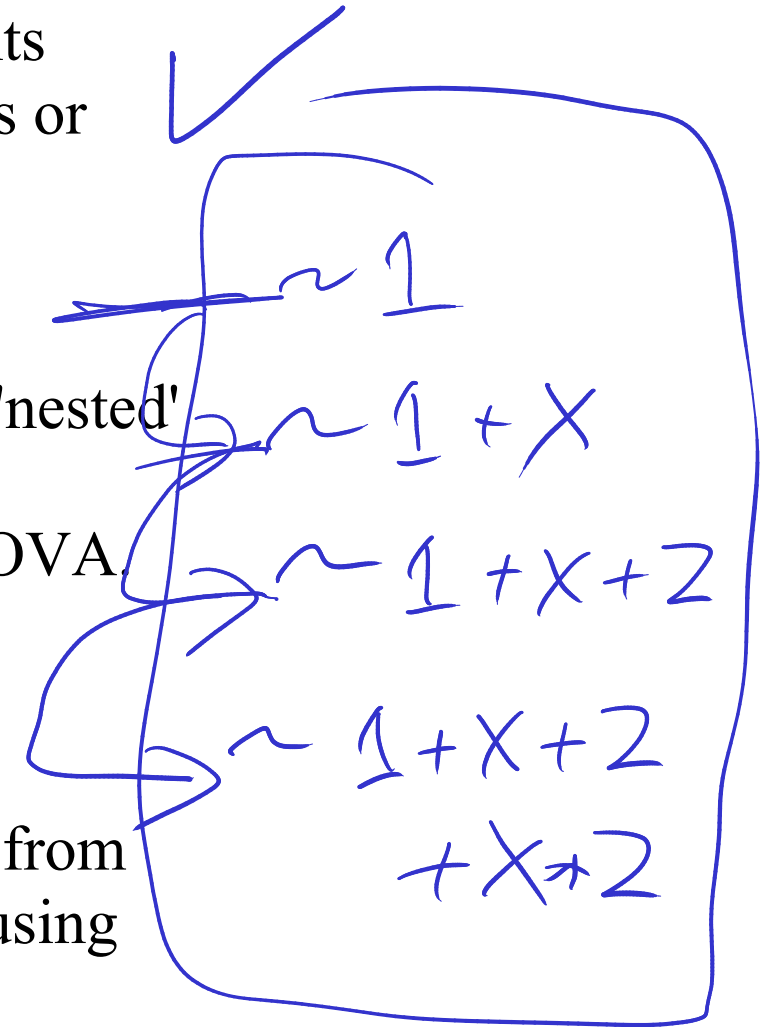 ts
s or
~ 1
'nested'
~ 1 + X
OVA.
~ 1 + X + Z
~ 1 + X + Z
from
+ X * Z
using